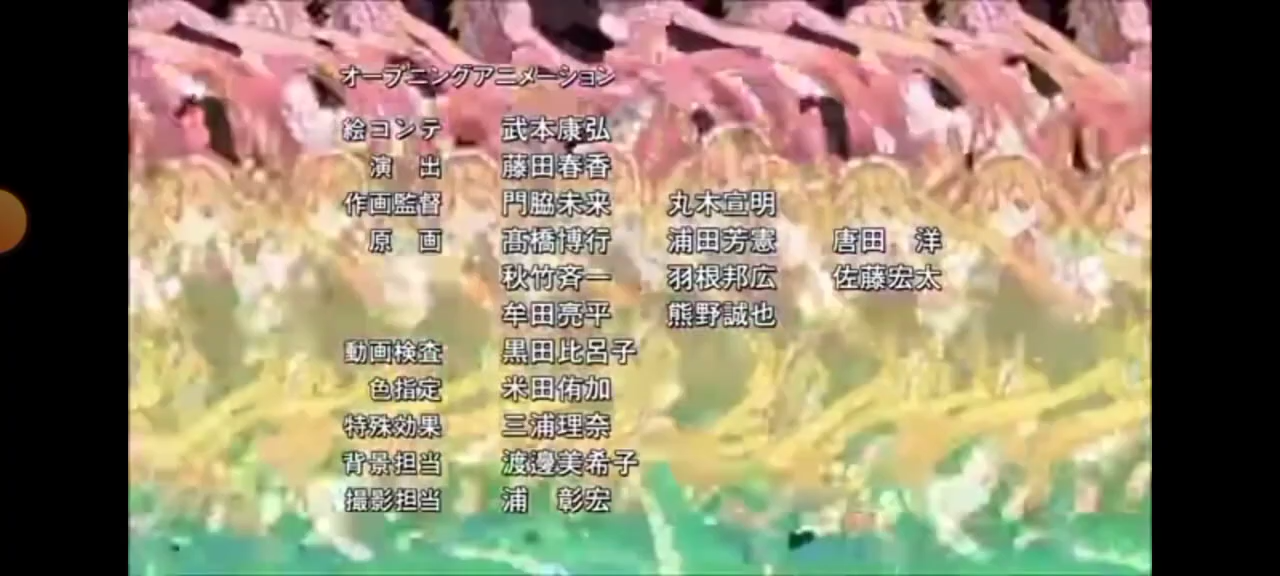 オープニングアニメーション
絵コンテ 武本康弘
演 出 藤田春香
作画監督 門脇未来 丸木宣明
原 画 髙橋博行 浦田芳憲 唐田 洋
秋竹斉一 羽根邦広 佐藤宏太
牟田亮平 熊野誠也
動画検査 黒田比呂子
色指定 米田侑加
特殊効果 三浦理奈
背景担当 渡邊美希子
撮影担当 浦 彰宏